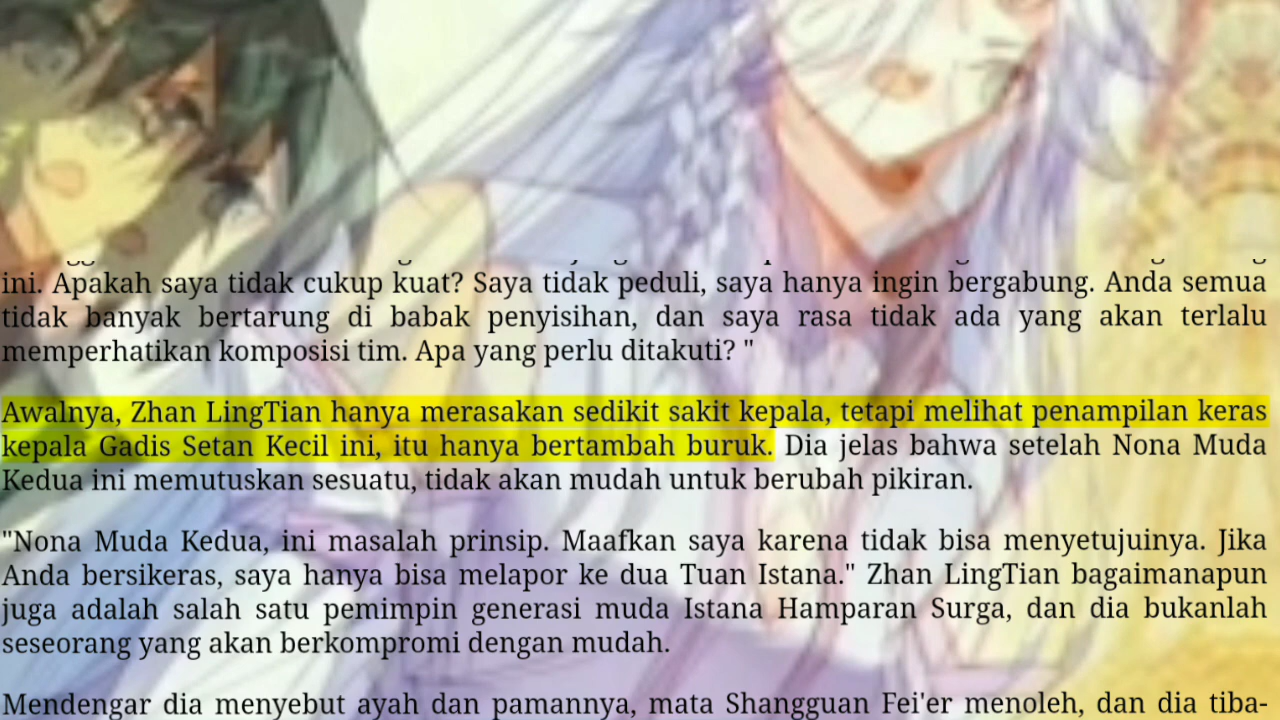 ini. Apakah saya tidak cukup kuat? Saya tidak peduli, saya hanya ingin bergabung. Anda semua
tidak banyak bertarung di babak penyisihan, dan saya rasa tidak ada yang akan terlalu
memperhatikan komposisi tim. Apa yang perlu ditakuti? "
Awalnya, Zhan LingTian hanya merasakan sedikit sakit kepala, tetapi melihat penampilan keras
kepala Gadis Setan Kecil ini, itu hanya bertambah buruk. Dia jelas bahwa setelah Nona Muda
Kedua ini memutuskan sesuatu, tidak akan mudah untuk berubah pikiran.
"Nona Muda Kedua, ini masalah prinsip. Maafkan saya karena tidak bisa menyetujuinya. Jika
Anda bersikeras, saya hanya bisa melapor ke dua Tuan Istana." Zhan LingTian bagaimanapun
juga adalah salah satu pemimpin generasi muda Istana Hamparan Surga, dan dia bukanlah
seseorang yang akan berkompromi dengan mudah.
Mendengar dia menyebut ayah dan pamannya, mata Shangguan Fei'er menoleh, dan dia tiba-